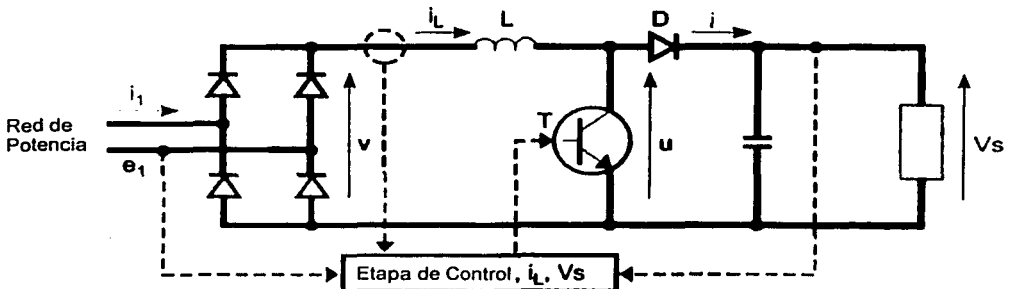 i_L
L
D
i
i₁
Red de
Potencia
e₁
v
T
u
Vs
Etapa de Control, i_L, Vs